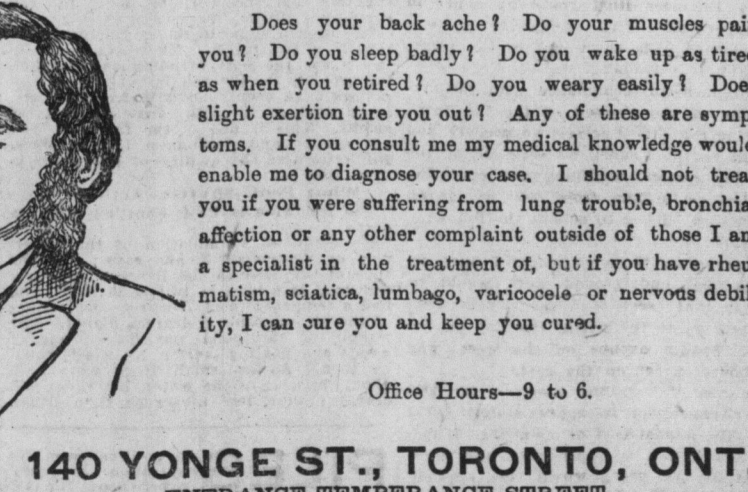 Does your back ache? Do your muscles pai
you? Do you sleep badly? Do you wake up as tire
as when you retired? Do you weary easily? Doe
slight exertion tire you out? Any of these are symp
toms. If you consult me my medical knowledge woul
enable me to diagnose your case. I should not trea
you if you were suffering from lung trouble, bronchia
affection or any other complaint outside of those I a
a specialist in the treatment of, but if you have rheu
matism, sciatica, lumbago, varicocele or nervous debil
ity, I can cure you and keep you cured.
Office Hours—9 to 6.
140 YONGE ST., TORONTO, ONT
ENTRANCE TEMPERANCE STREET